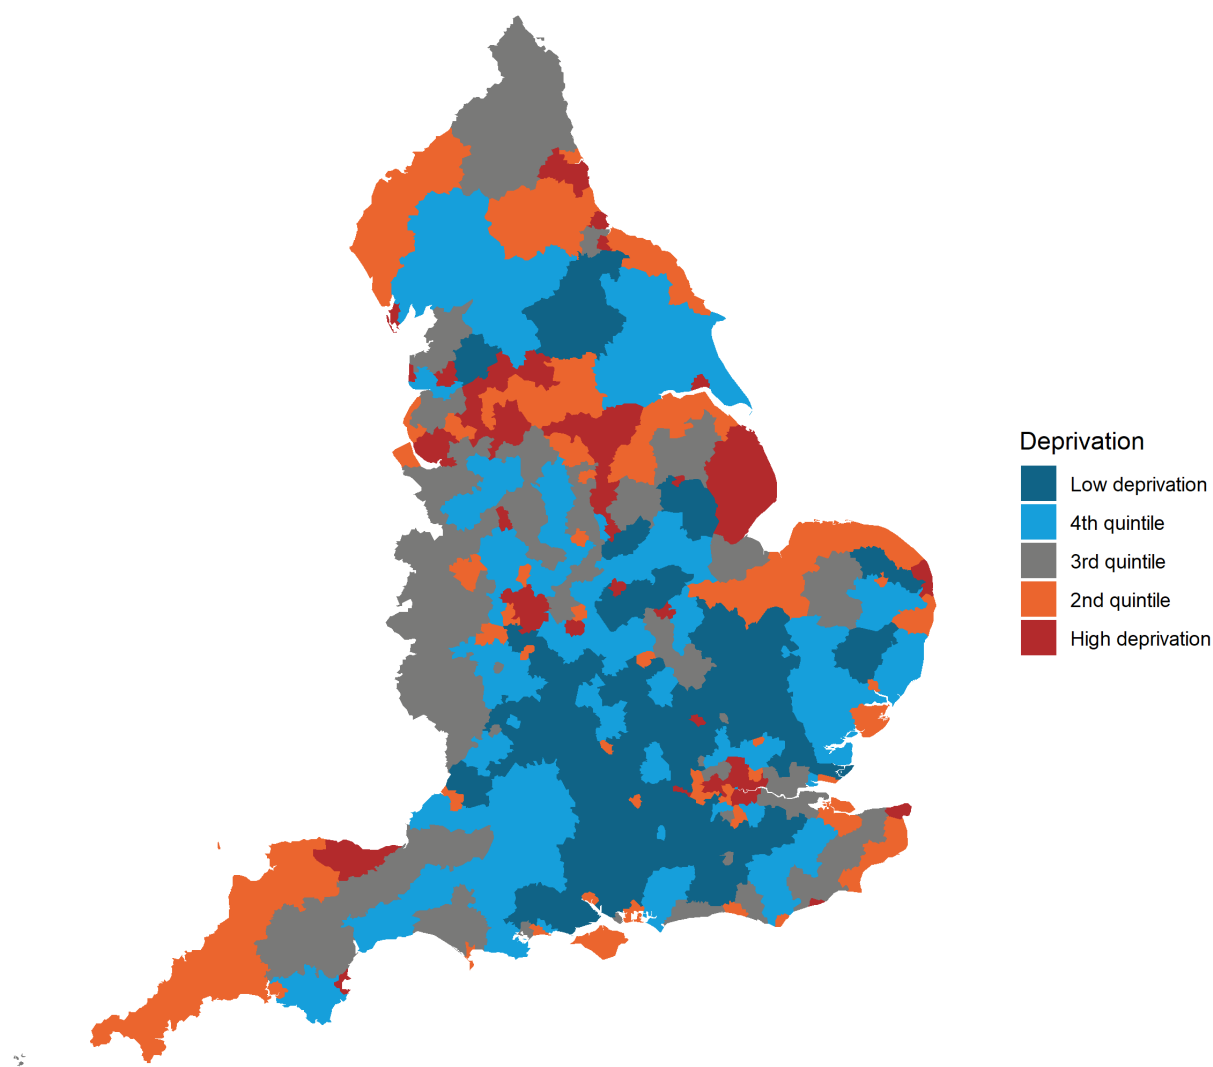 Deprivation
Low deprivation
4th quintile
3rd quintile
2nd quintile
High deprivation